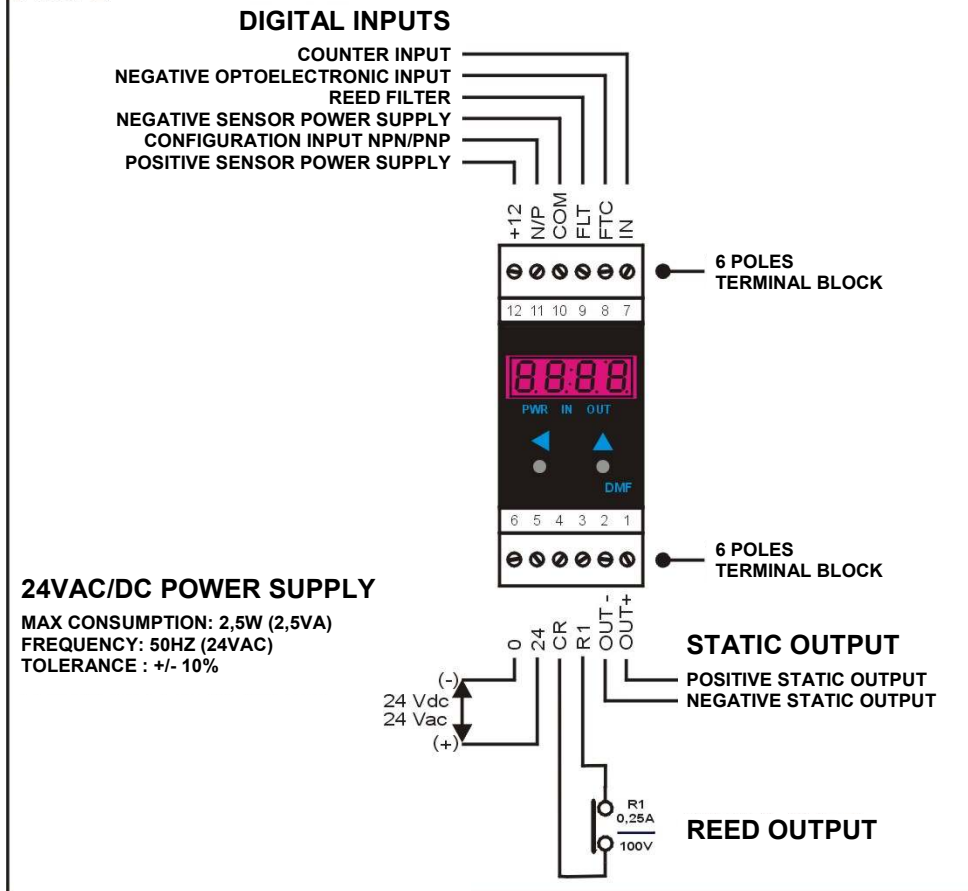 DIGITAL INPUTS
COUNTER INPUT
NEGATIVE OPTOELECTRONIC INPUT
REED FILTER
NEGATIVE SENSOR POWER SUPPLY
CONFIGURATION INPUT NPN/PNP
POSITIVE SENSOR POWER SUPPLY
+12 N/P COM FLT FTC IN
6 POLES
TERMINAL BLOCK
12 11 10 9 8 7
8.8:8.8
PWR IN OUT
DMF
6 5 4 3 2 1
6 POLES
TERMINAL BLOCK
24VAC/DC POWER SUPPLY
MAX CONSUMPTION: 2,5W (2,5VA)
FREQUENCY: 50HZ (24VAC)
TOLERANCE : +/- 10%
0 24 CR R1 OUT- OUT+
STATIC OUTPUT
POSITIVE STATIC OUTPUT
NEGATIVE STATIC OUTPUT
(-)
24 Vdc
24 Vac
(+)
R1
0,25A
100V
REED OUTPUT